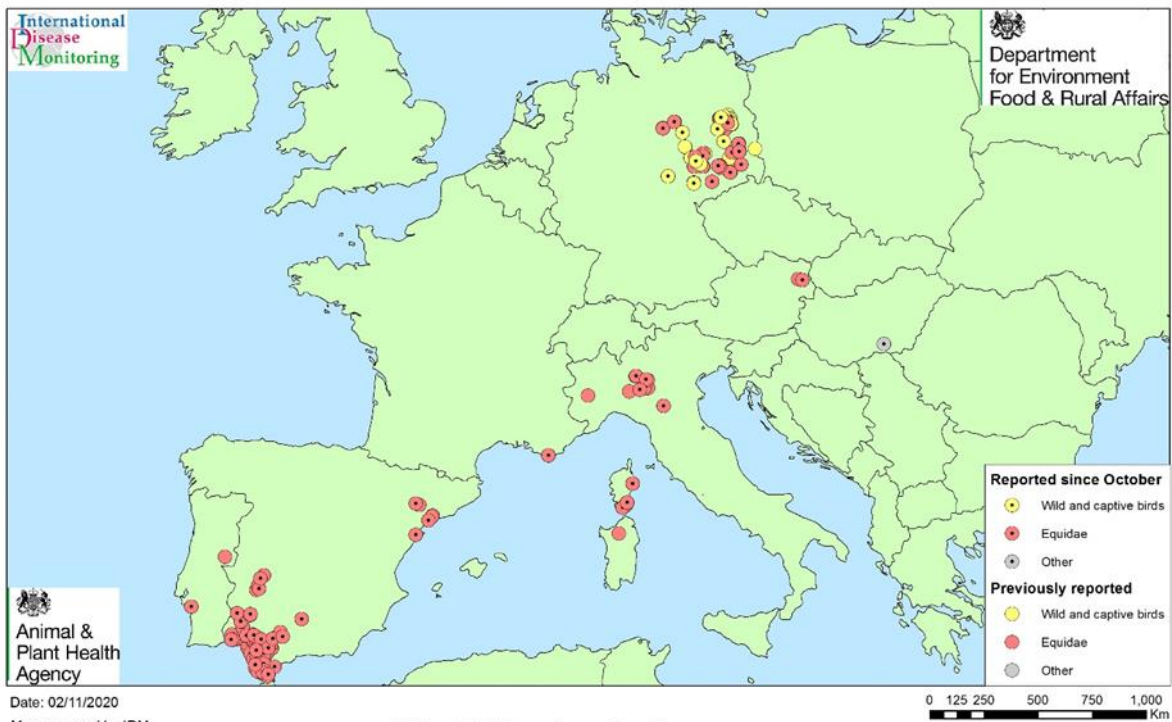 International
Disease
Monitoring
Department
for Environment
Food & Rural Affairs
Reported since October
Wild and captive birds
Equidae
Other
Previously reported
Wild and captive birds
Equidae
Other
Animal &
Plant Health
Agency
Date: 02/11/2020
0 125 250 500 750 1,000
Km